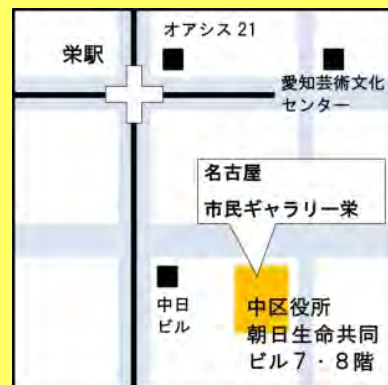 オアシス 21
栄駅
愛知芸術文化
センター
名古屋
市民ギャラリー栄
中日
ビル
中区役所
朝日生命共同
ビル７・８階